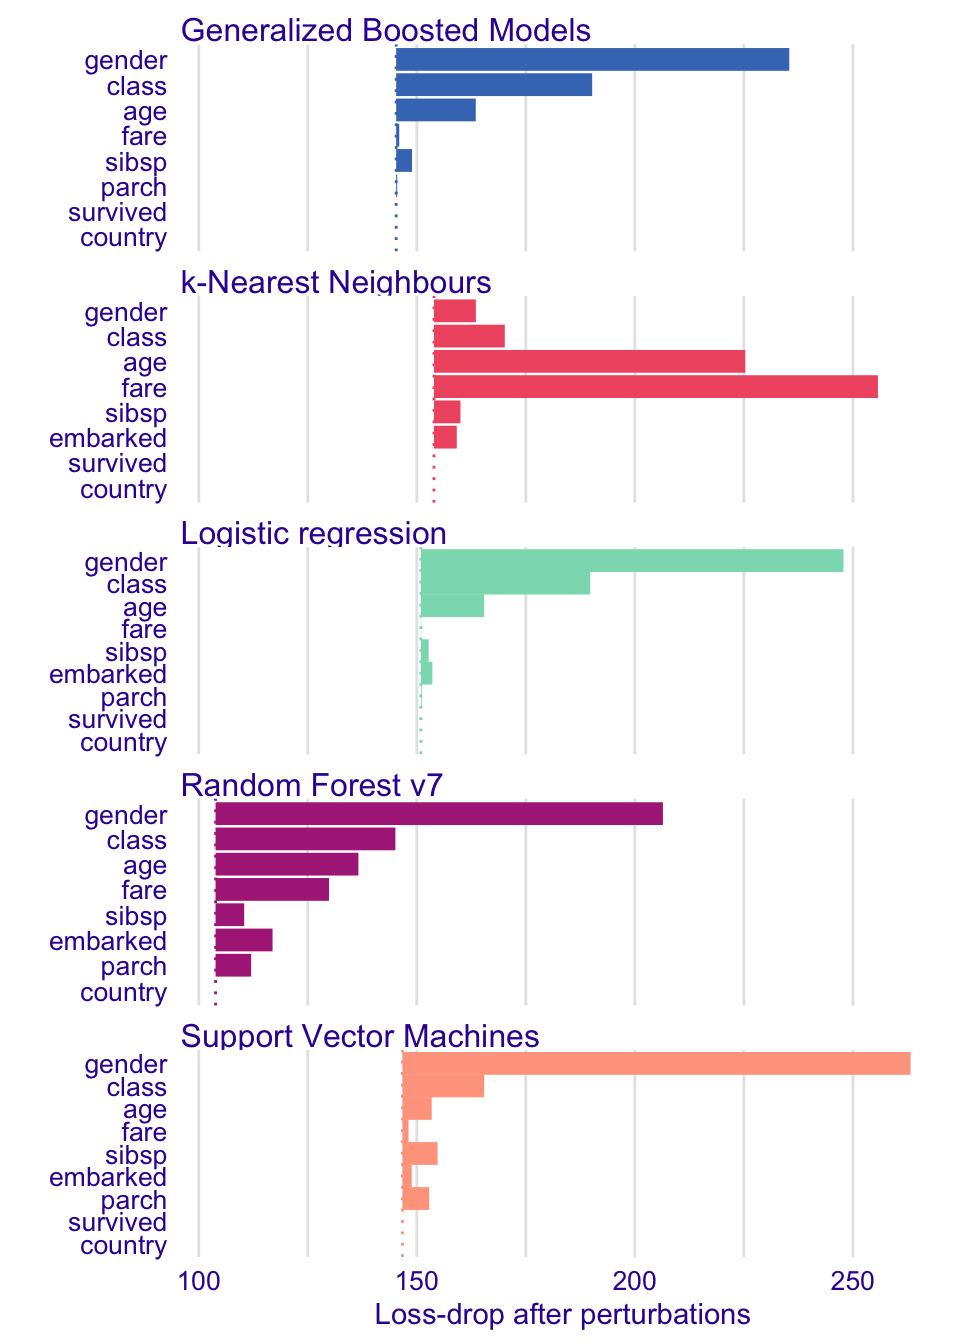 Generalized Boosted Models
gender
class
age
fare
sibsp
parch
survived
country
k-Nearest Neighbours
gender
class
age
fare
sibsp
embarked
survived
country
Logistic regression
gender
class
age
fare
sibsp
embarked
parch
survived
country
Random Forest v7
gender
class
age
fare
sibsp
embarked
parch
country
Support Vector Machines
gender
class
age
fare
sibsp
embarked
parch
survived
country
100 150 200 250
Loss-drop after perturbations